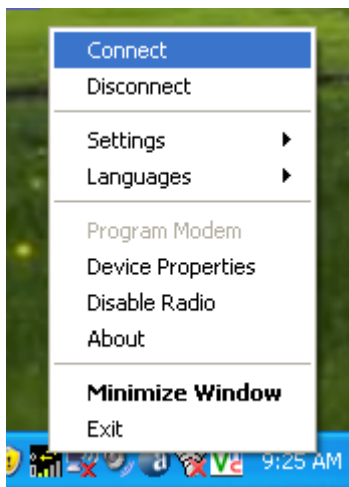 Connect
Disconnect
Settings
Languages
Program Modem
Device Properties
Disable Radio
About
Minimize Window
Exit
9:25 AM